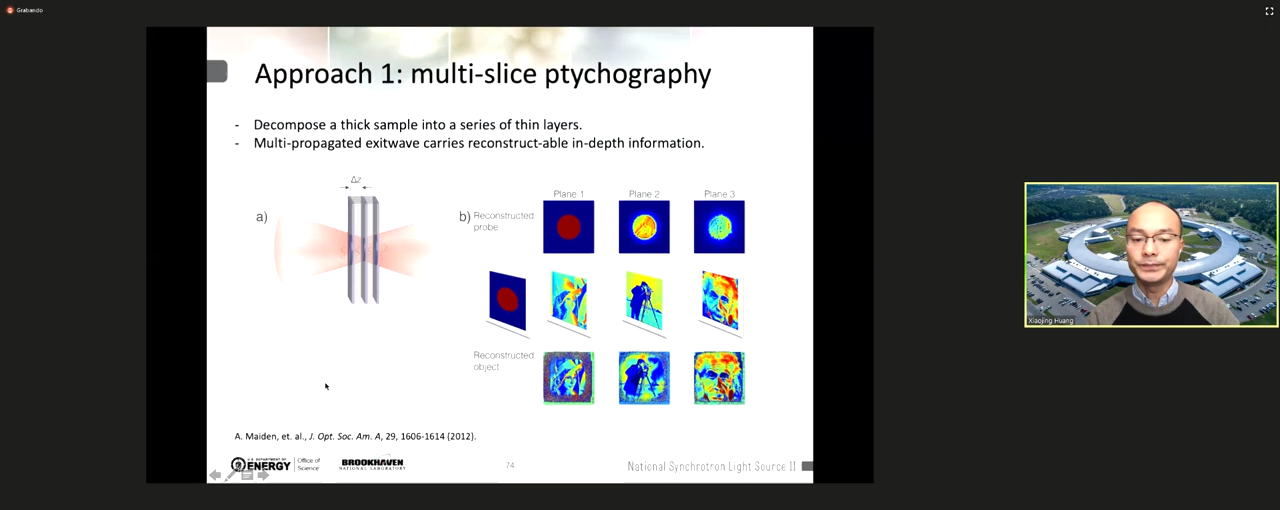 Grabando
Approach 1: multi-slice ptychography
- Decompose a thick sample into a series of thin layers.
- Multi-propagated exitwave carries reconstruct-able in-depth information.
Δz
a)
b)
Plane 1 Plane 2 Plane 3
Reconstructed
probe
Reconstructed
object
A. Maiden, et. al., J. Opt. Soc. Am. A, 29, 1606-1614 (2012).
U.S. DEPARTMENT OF
ENERGY
Office of
Science
BROOKHAVEN
NATIONAL LABORATORY
74
National Synchrotron Light Source II
Xiaojing Huang